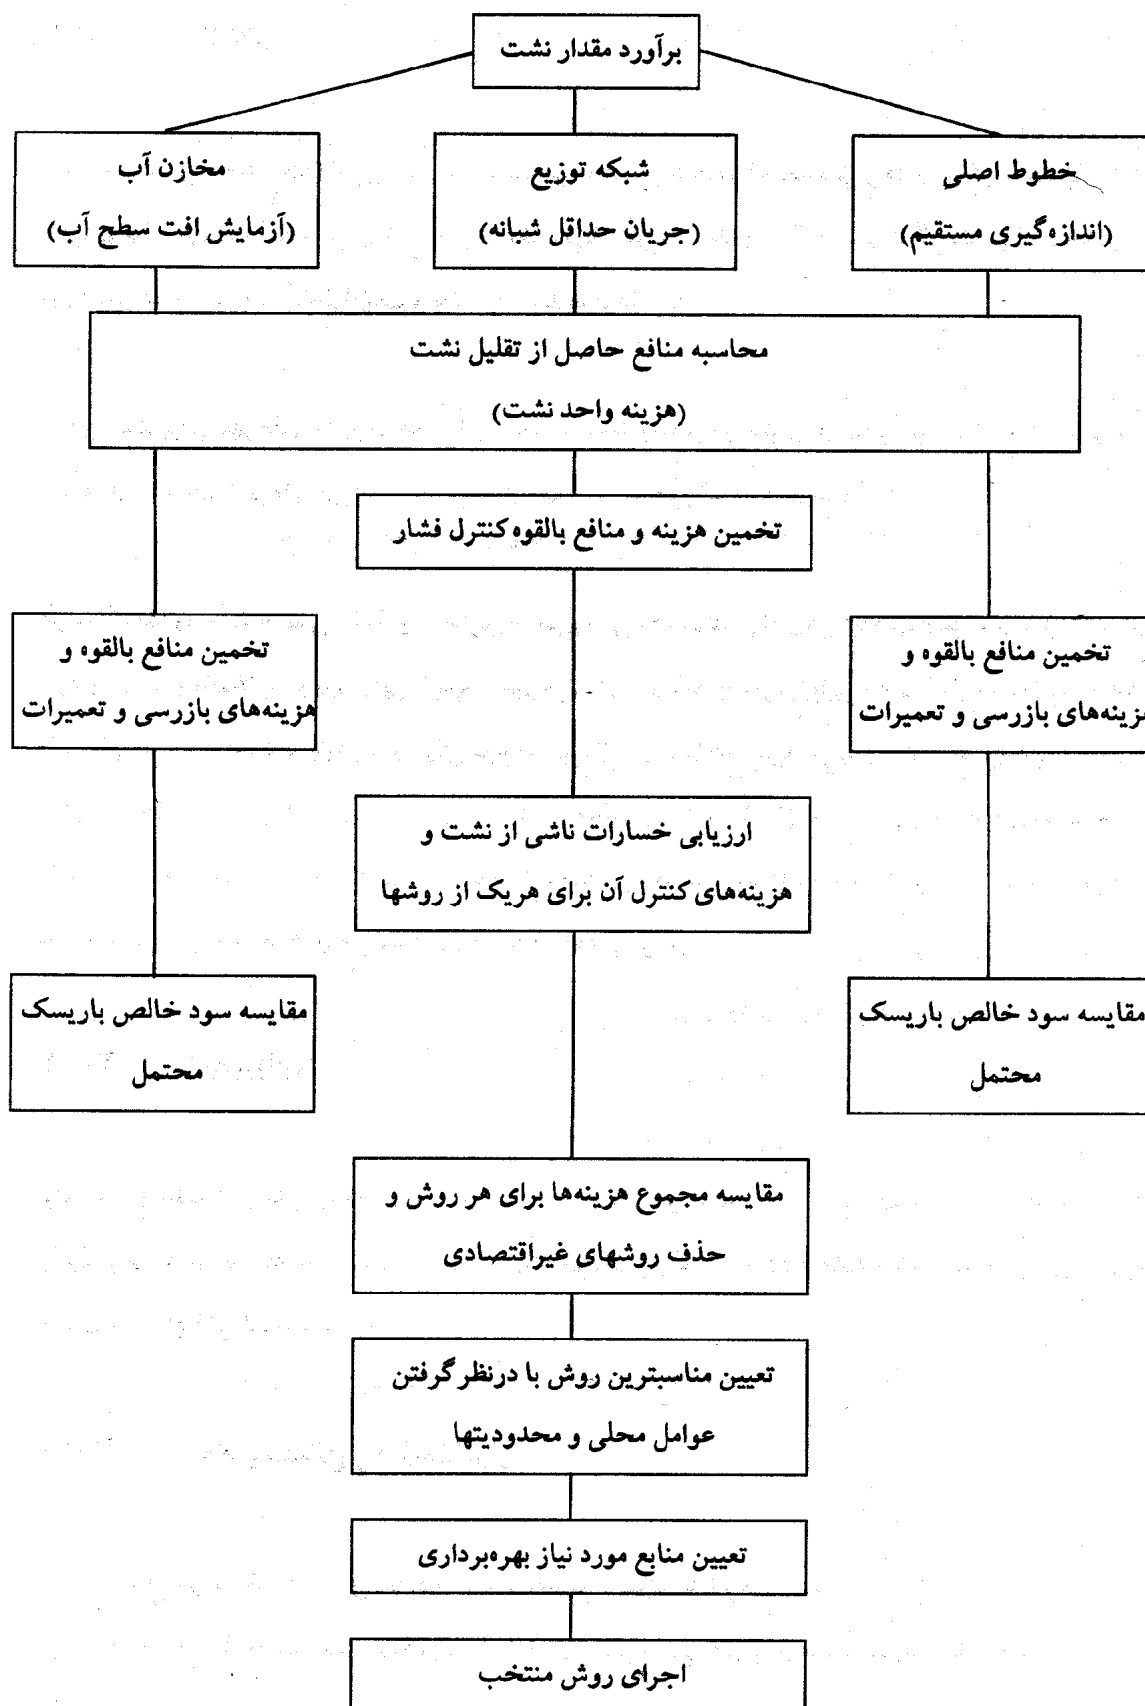 برآورد مقدار نشت
خطوط اصلی
(اندازه‌گیری مستقیم)
شبکه توزیع
(جریان حداقل شبانه)
مخازن آب
(آزمایش افت سطح آب)
محاسبه منافع حاصل از تقلیل نشت
(هزینه واحد نشت)
تخمین هزینه و منافع بالقوه کنترل فشار
تخمین منافع بالقوه و
هزینه‌های بازرسی و تعمیرات
تخمین منافع بالقوه و
هزینه‌های بازرسی و تعمیرات
ارزیابی خسارات ناشی از نشت و
هزینه‌های کنترل آن برای هریک از روشها
مقایسه سود خالص باریسک
محتمل
مقایسه سود خالص باریسک
محتمل
مقایسه مجموع هزینه‌ها برای هر روش و
حذف روشهای غیراقتصادی
تعیین مناسبترین روش با درنظر گرفتن
عوامل محلی و محدودیتها
تعیین منابع مورد نیاز بهره‌برداری
اجرای روش منتخب